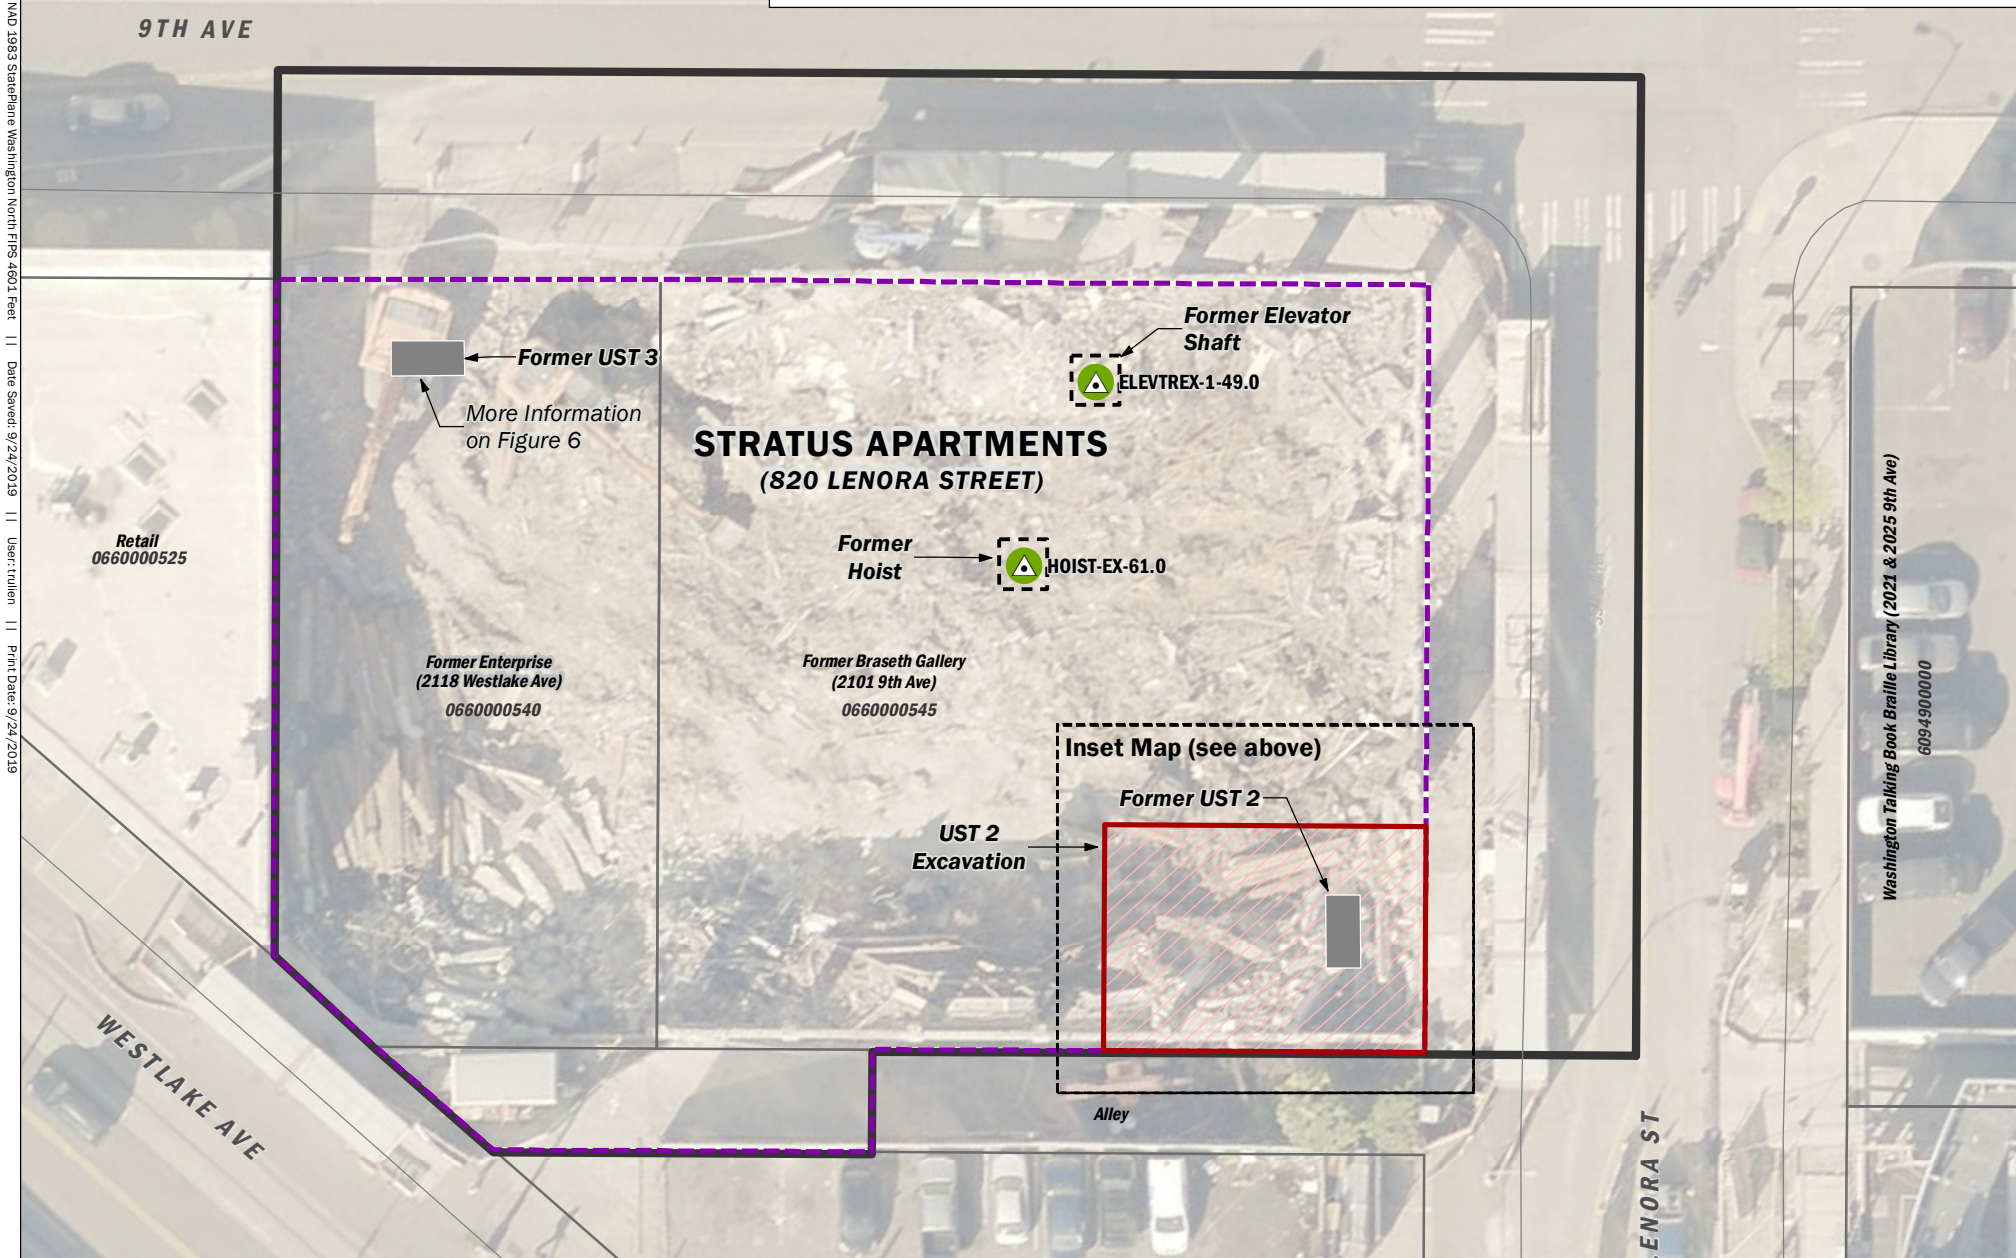 9TH AVE
NAD 1983 StatePlane Washington North FIPS 4601 Feet || Date Saved: 9/24/2019 || User: trullien || Print Date: 9/24/2019
Former Elevator
Shaft
Former UST 3
ELEVTREX-1-49.0
More Information
on Figure 6
STRATUS APARTMENTS
(820 LENORA STREET)
Retail
0660000525
Former
Hoist
HOIST-EX-61.0
Former Enterprise
(2118 Westlake Ave)
0660000540
Former Braseth Gallery
(2101 9th Ave)
0660000545
Washington Talking Book Braille Library (2021 & 2025 9th Ave)
6094900000
Inset Map (see above)
Former UST 2
UST 2
Excavation
WESTLAKE AVE
Alley
LENORA ST